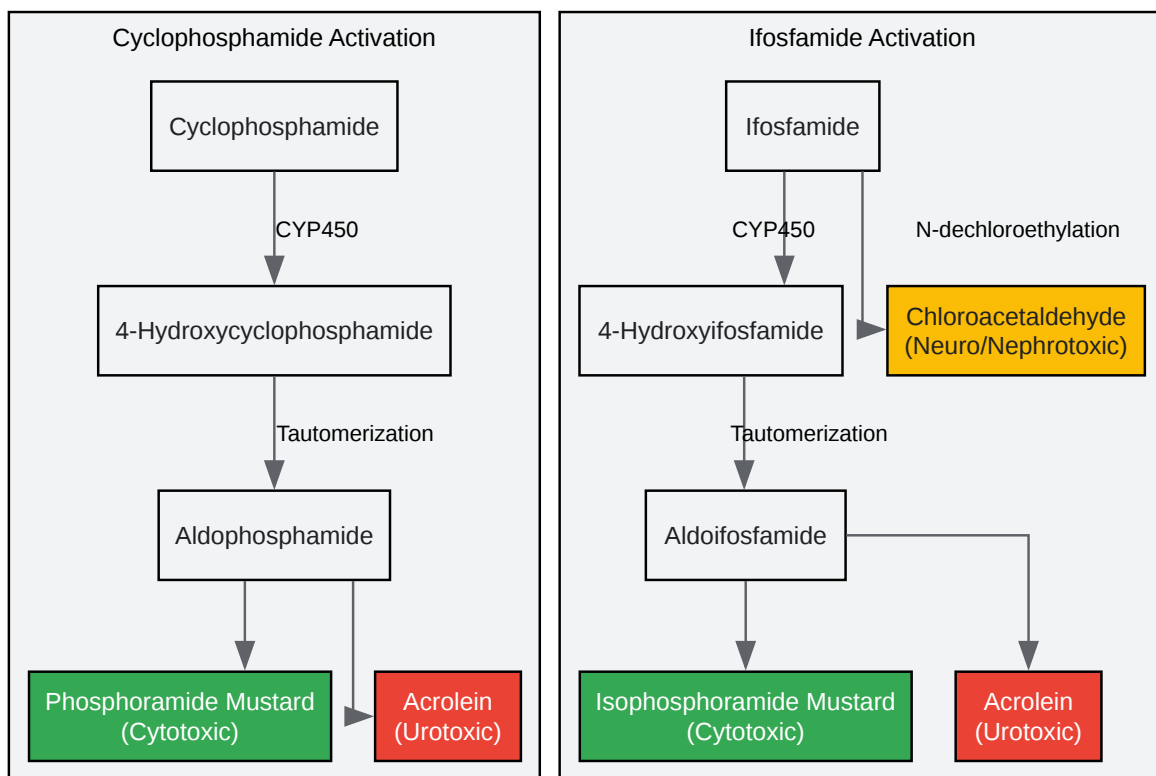 Cyclophosphamide Activation
Cyclophosphamide
CYP450
4-Hydroxycyclophosphamide
Tautomerization
Aldophosphamide
Phosphoramide Mustard
(Cytotoxic)
Acrolein
(Urotoxic)
Ifosfamide Activation
Ifosfamide
CYP450
N-dechloroethylation
4-Hydroxyifosfamide
Chloroacetaldehyde
(Neuro/Nephrotoxic)
Tautomerization
Aldoifosfamide
Isophosphoramide Mustard
(Cytotoxic)
Acrolein
(Urotoxic)